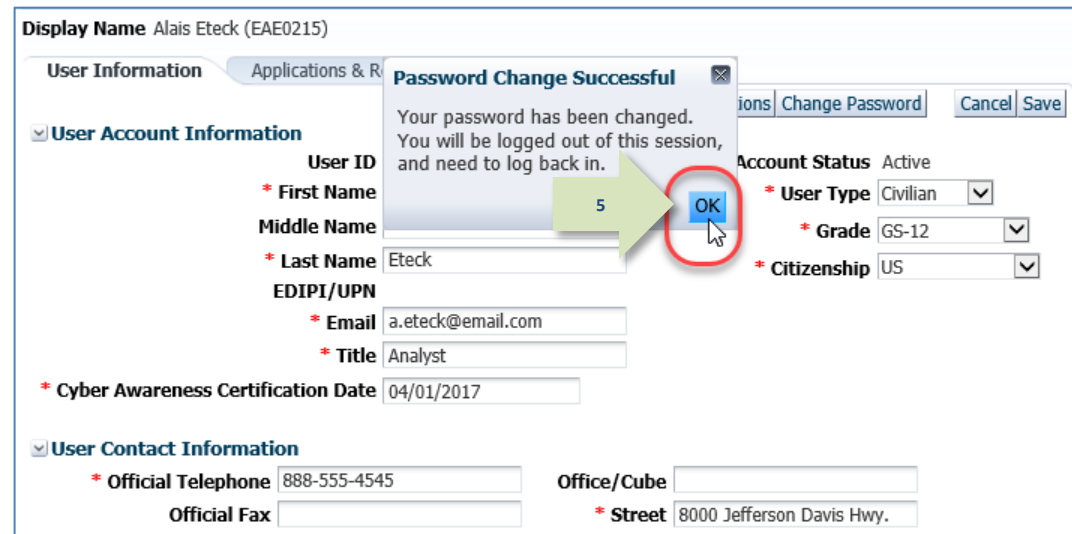 Display Name Alais Eteck (EAE0215)
User Information Applications & R
Password Change Successful
Your password has been changed.
You will be logged out of this session,
and need to log back in.
5
OK
ions Change Password Cancel Save
User Account Information
User ID
Account Status Active
* First Name
* User Type Civilian
Middle Name
* Grade GS-12
* Last Name Eteck
* Citizenship US
EDIPI/UPN
* Email a.eteck@email.com
* Title Analyst
* Cyber Awareness Certification Date 04/01/2017
User Contact Information
* Official Telephone 888-555-4545 Office/Cube
Official Fax * Street 8000 Jefferson Davis Hwy.